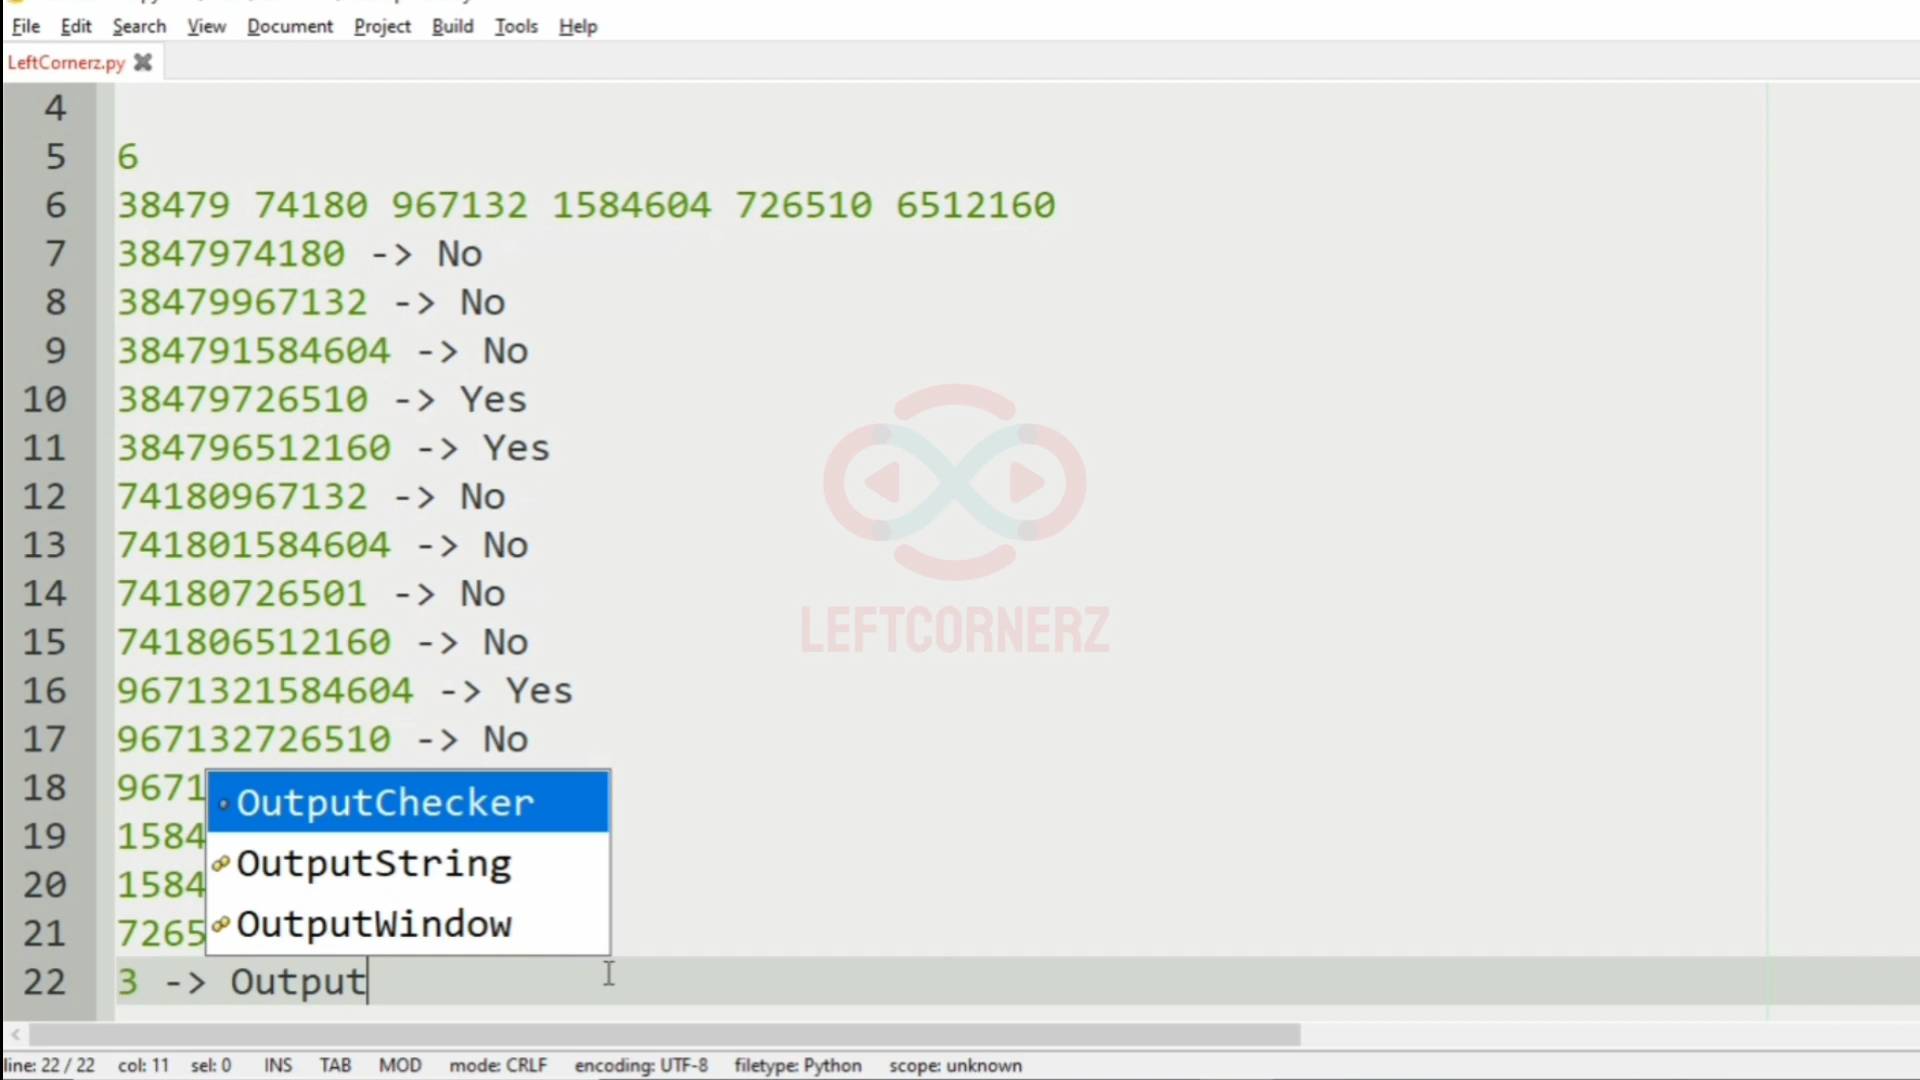 File Edit Search View Document Project Build Tools Help
LeftCornerz.py
4
5 6
6 38479 74180 967132 1584604 726510 6512160
7 3847974180 -> No
8 38479967132 -> No
9 384791584604 -> No
10 38479726510 -> Yes
11 384796512160 -> Yes
12 74180967132 -> No
13 741801584604 -> No
14 74180726501 -> No
15 741806512160 -> No
16 9671321584604 -> Yes
17 967132726510 -> No
18 9671
OutputChecker
19 1584
OutputString
20 1584
21 7265
OutputWindow
22 3 -> Output
LEFTCORNERZ
line: 22 / 22 col: 11 sel: 0 INS TAB MOD mode: CRLF encoding: UTF-8 filetype: Python scope: unknown